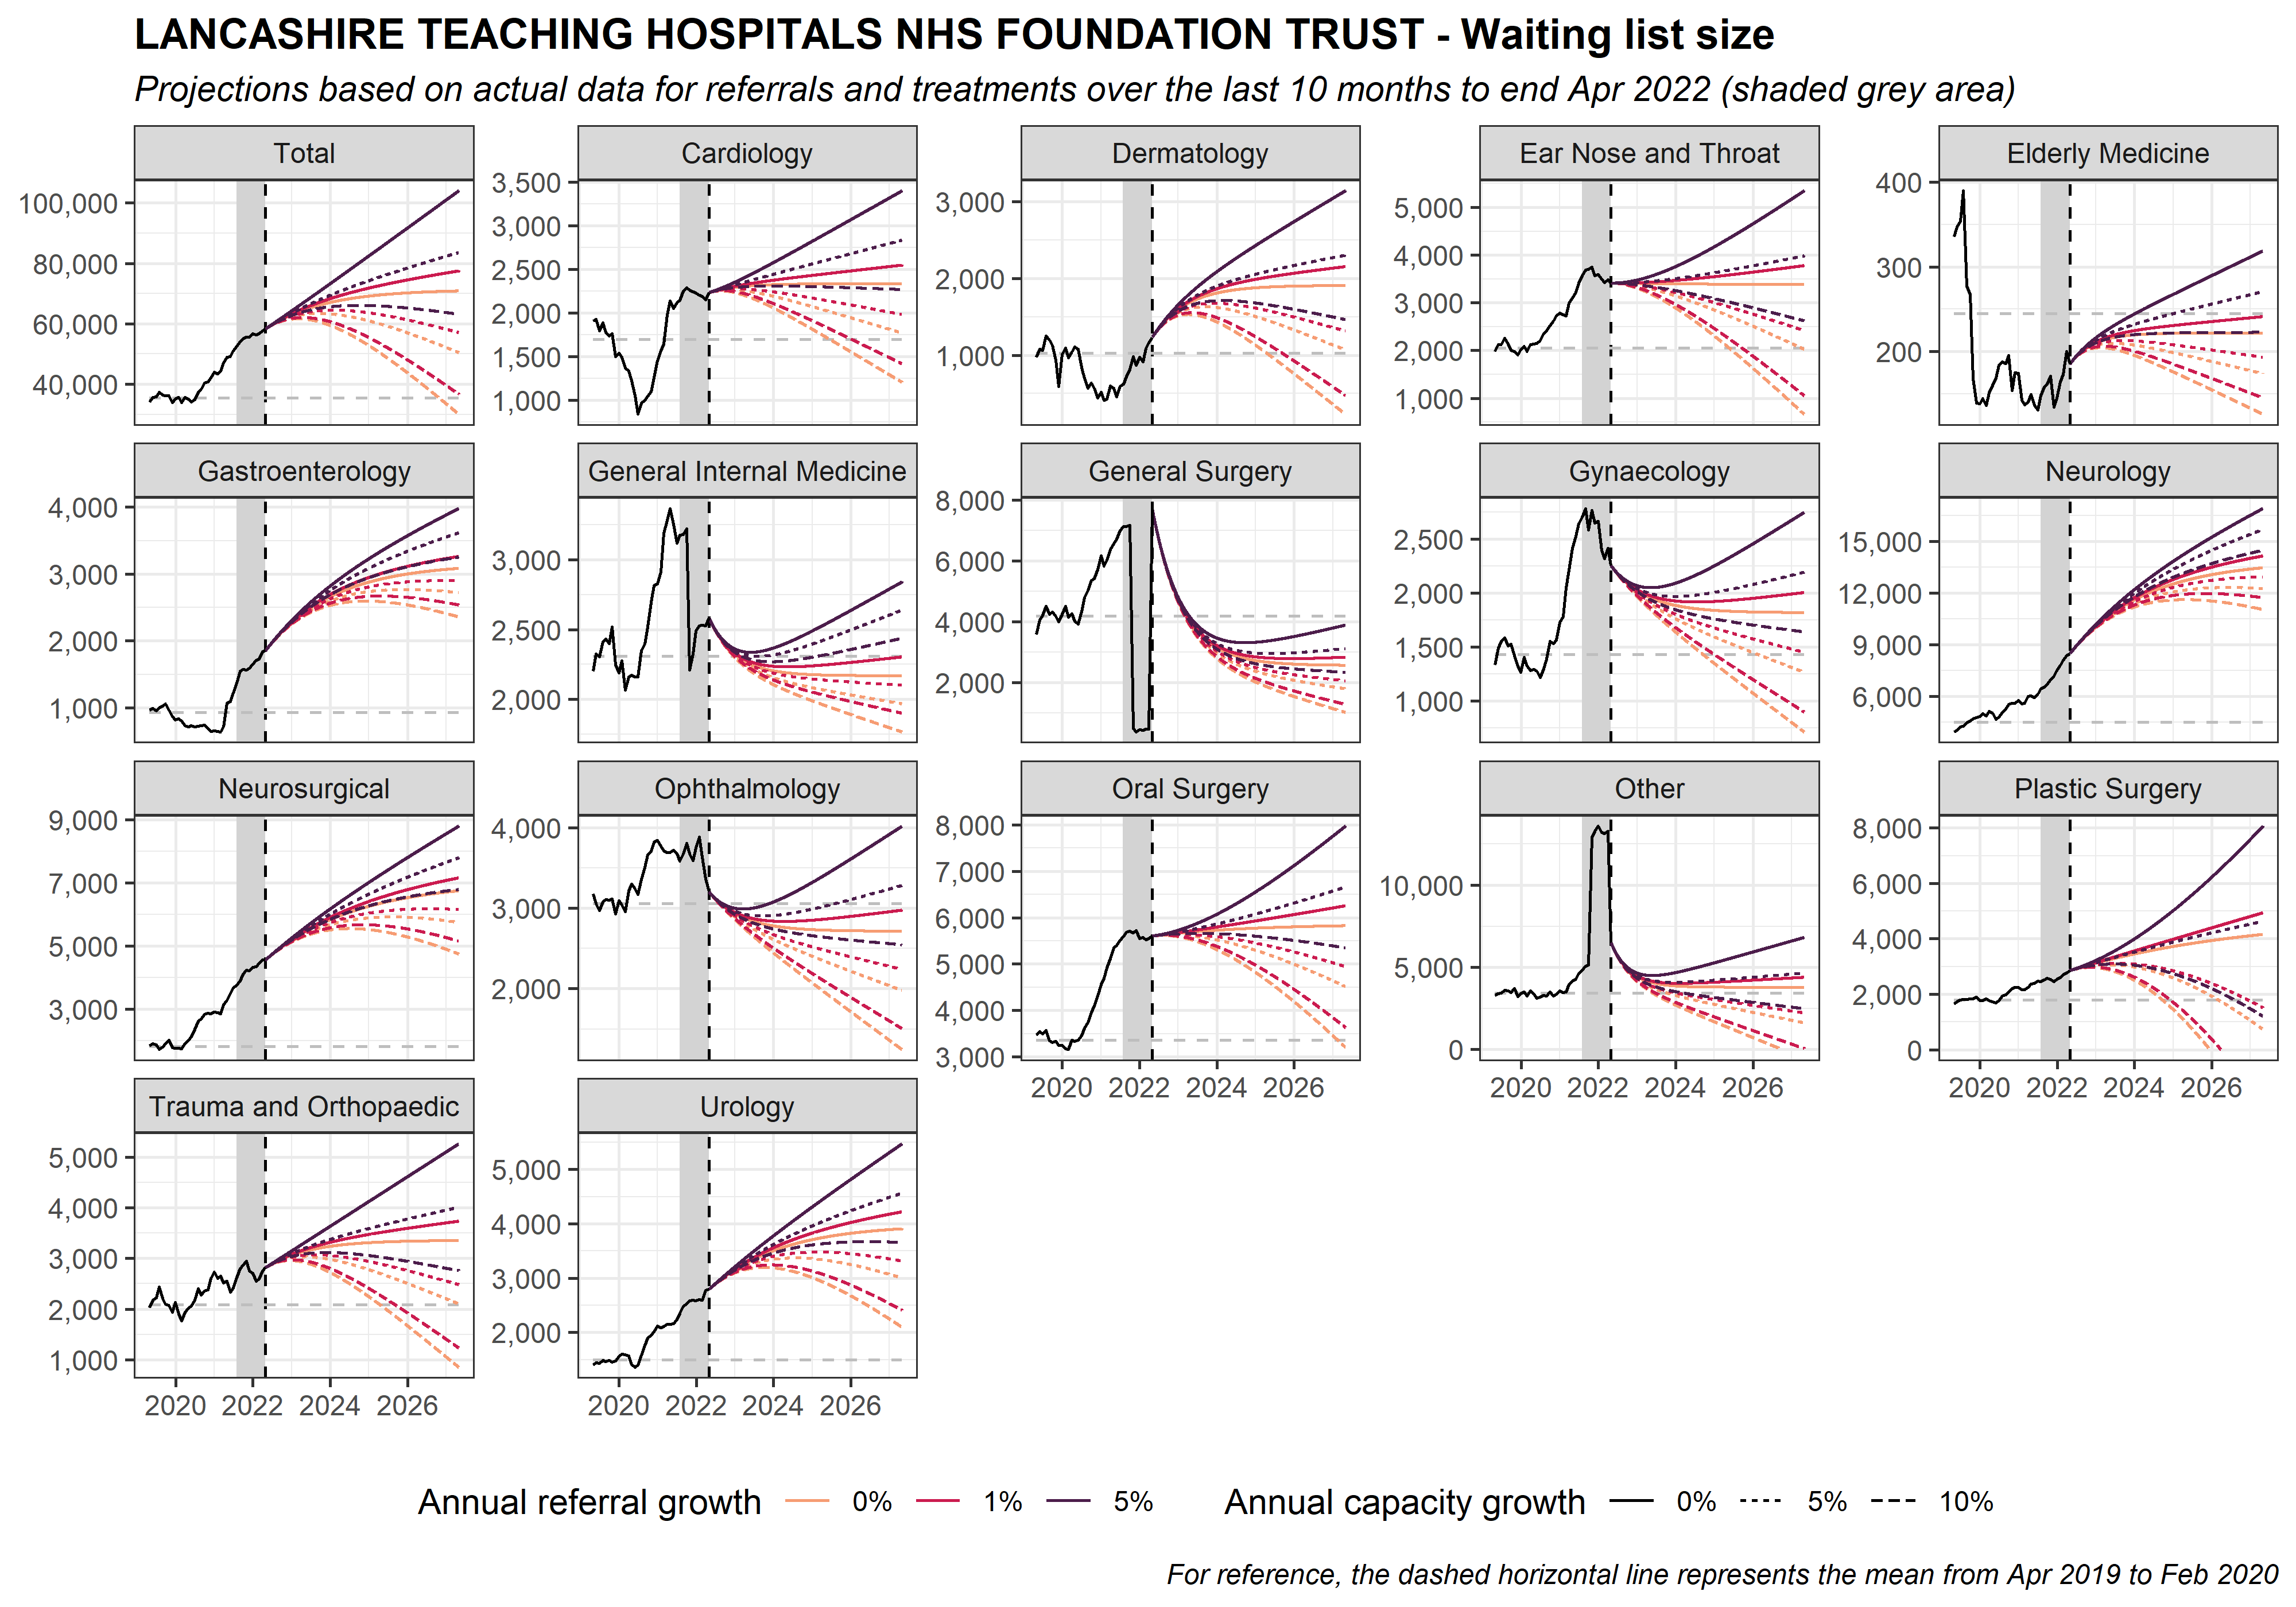 LANCASHIRE TEACHING HOSPITALS NHS FOUNDATION TRUST - Waiting list size
Projections based on actual data for referrals and treatments over the last 10 months to end Apr 2022 (shaded grey area)
Total
100,000
80,000
60,000
40,000
Cardiology
3,500
3,000
2,500
2,000
1,500
1,000
Dermatology
3,000
2,000
1,000
Ear Nose and Throat
5,000
4,000
3,000
2,000
1,000
Elderly Medicine
400
300
200
Gastroenterology
4,000
3,000
2,000
1,000
General Internal Medicine
3,000
2,500
2,000
General Surgery
8,000
6,000
4,000
2,000
Gynaecology
2,500
2,000
1,500
1,000
Neurology
15,000
12,000
9,000
6,000
Neurosurgical
9,000
7,000
5,000
3,000
Ophthalmology
4,000
3,000
2,000
Oral Surgery
8,000
7,000
6,000
5,000
4,000
3,000
2020 2022 2024 2026
Other
10,000
5,000
0
2020 2022 2024 2026
Plastic Surgery
8,000
6,000
4,000
2,000
0
2020 2022 2024 2026
Trauma and Orthopaedic
5,000
4,000
3,000
2,000
1,000
2020 2022 2024 2026
Urology
5,000
4,000
3,000
2,000
2020 2022 2024 2026
Annual referral growth 0% 1% 5% Annual capacity growth 0% 5% 10%
For reference, the dashed horizontal line represents the mean from Apr 2019 to Feb 2020